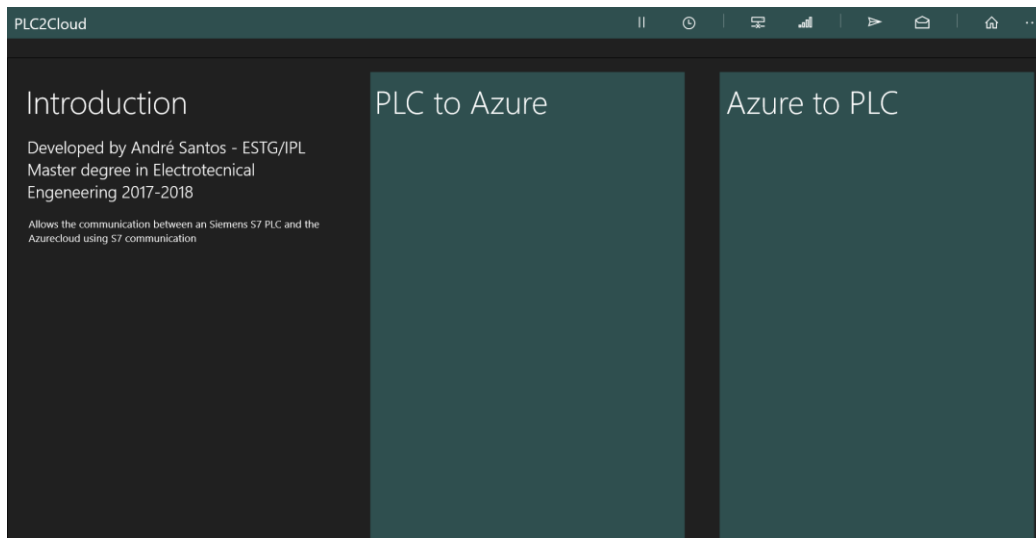 PLC2Cloud
Introduction
Developed by André Santos - ESTG/IPL
Master degree in Electrotecnical
Engeneering 2017-2018
Allows the communication between an Siemens S7 PLC and the
Azurecloud using S7 communication
PLC to Azure
Azure to PLC